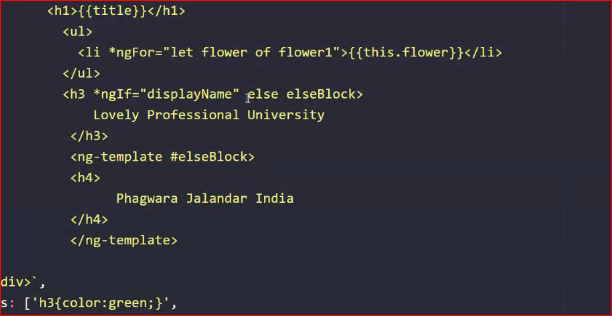 <h1>{{title}}</h1>
<ul>
<li *ngFor="let flower of flower1">{{this.flower}}</li>
</ul>
<h3 *ngIf="displayName" else elseBlock>
Lovely Professional University
</h3>
<ng-template #elseBlock>
<h4>
Phagwara Jalandar India
</h4>
</ng-template>
div>`,
s: ['h3{color:green;}',